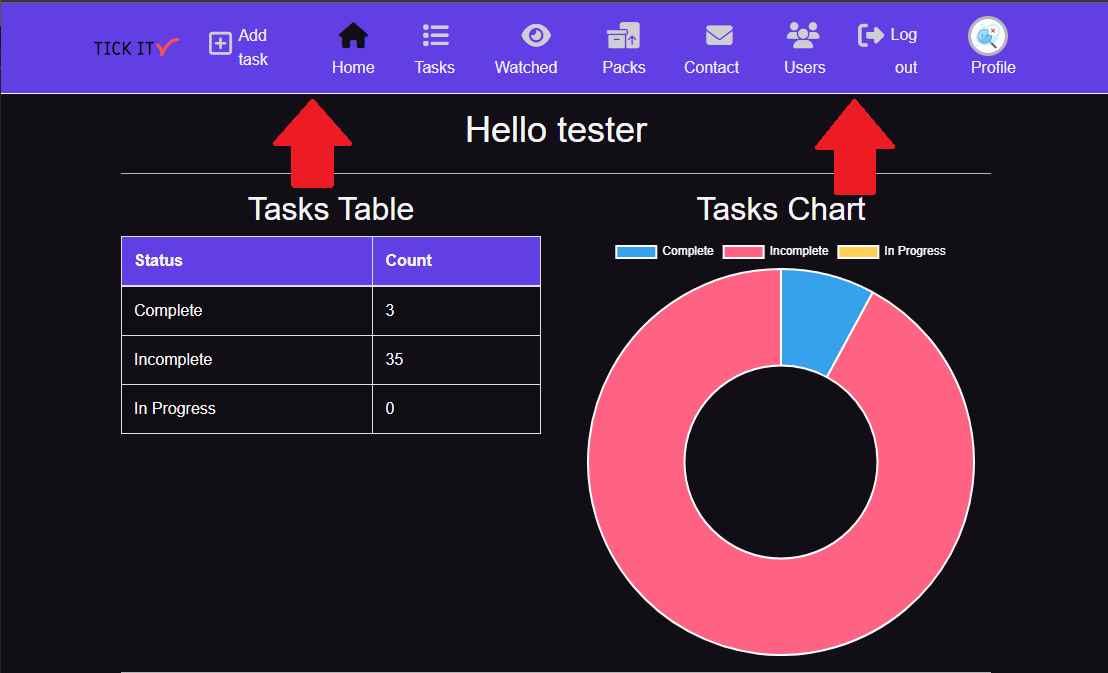 TICK IT
Add
task
Home
Tasks
Watched
Packs
Contact
Users
Log
out
Profile
Hello tester
Tasks Table
Status Count
Complete 3
Incomplete 35
In Progress 0
Tasks Chart
Complete Incomplete In Progress